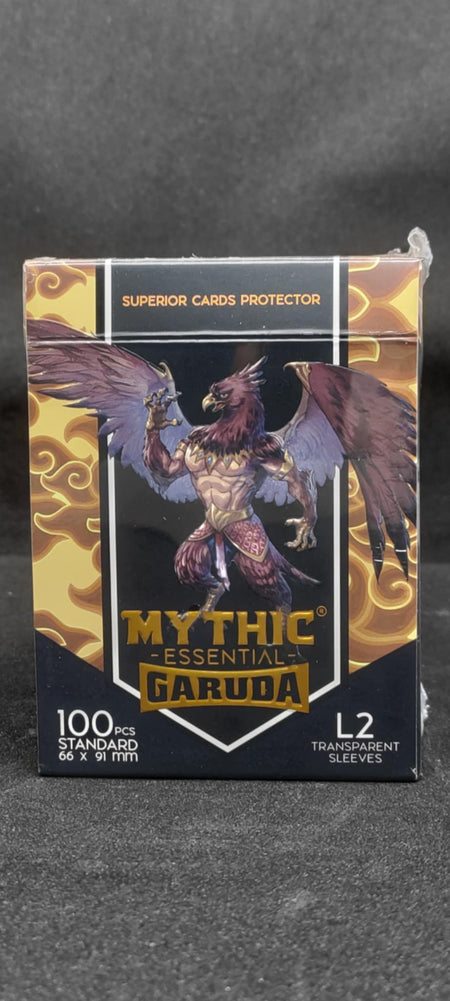 SUPERIOR CARDS PROTECTOR
MYTHIC®
-ESSENTIAL-
GARUDA
100 PCS
STANDARD
66 x 91 mm
L2
TRANSPARENT
SLEEVES